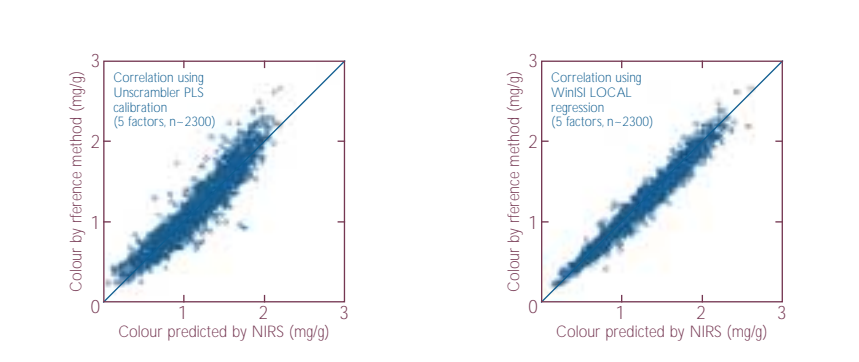 3
Correlation using
Unscrambler PLS
calibration
(5 factors, n–2300)
2
1
0
1
2
3
Colour by rference method (mg/g)
Colour predicted by NIRS (mg/g)
3
Correlation using
WinISI LOCAL
regression
(5 factors, n–2300)
2
1
0
1
2
3
Colour by rference method (mg/g)
Colour predicted by NIRS (mg/g)